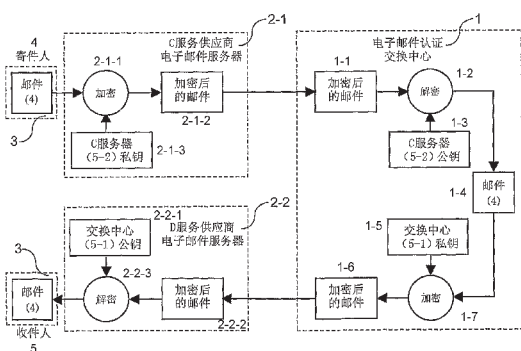 4
寄件人
邮件
(4)
3
2-1
C服务供应商
电子邮件服务器
2-1-1
加密
加密后
的邮件
2-1-2
C服务器
(5-2)私钥
2-1-3
1
电子邮件认证
交换中心
1-1
加密后
的邮件
1-2
解密
1-3
C服务器
(5-2)公钥
1-4
邮件
(4)
1-5
交换中心
(5-1)私钥
1-6
加密后
的邮件
加密
1-7
2-2
D服务供应商
电子邮件服务器
2-2-1
交换中心
(5-1)公钥
2-2-3
解密
加密后
的邮件
2-2-2
3
邮件
(4)
收件人
5